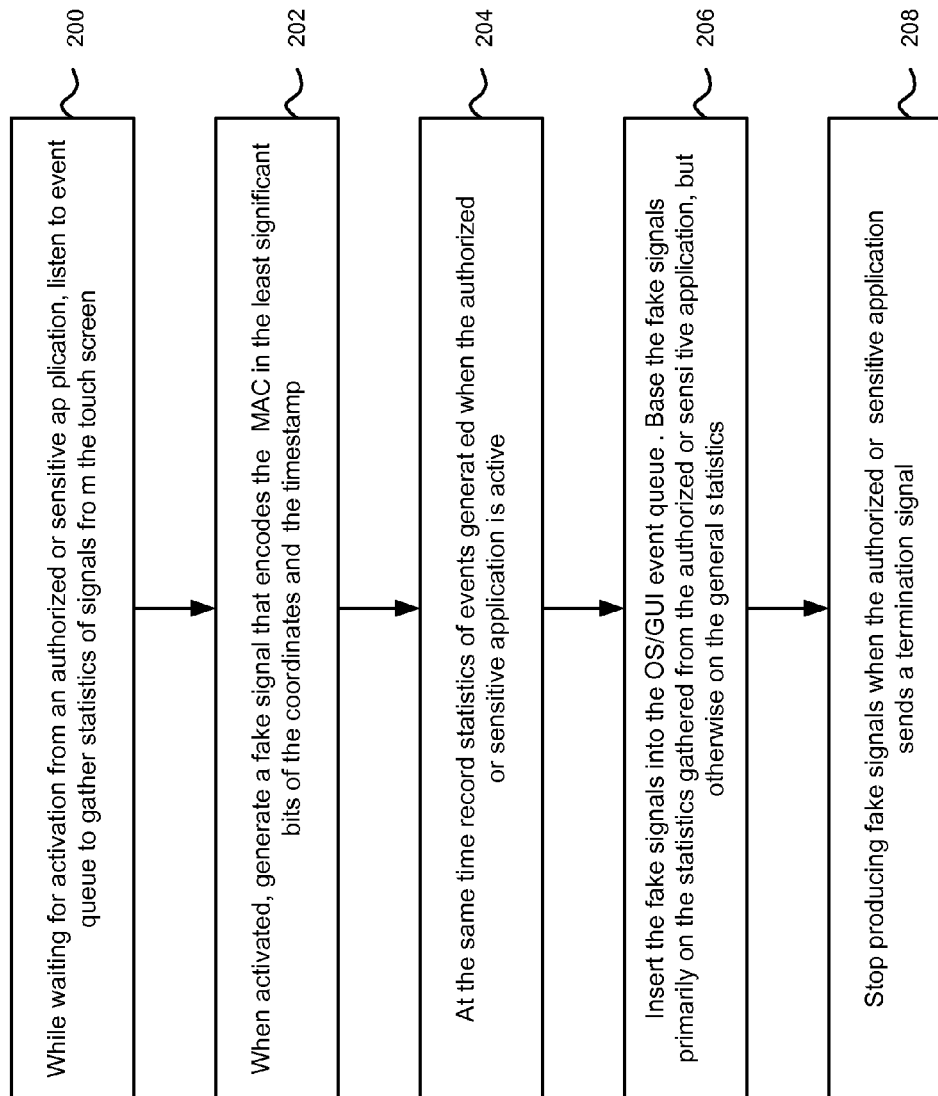 While waiting for activation from an authorized or sensitive ap plication, listen to event
queue to gather statistics of signals fro m the touch screen
200
When activated, generate a fake signal that encodes the MAC in the least significant
bits of the coordinates and the timestamp
202
At the same time record statistics of events generat ed when the authorized
or sensitive application is active
204
Insert the fake signals into the OS/GUI event queue . Base the fake signals
primarily on the statistics gathered from the authorized or sensi tive application, but
otherwise on the general statistics
206
Stop producing fake signals when the authorized or sensitive application
sends a termination signal
208